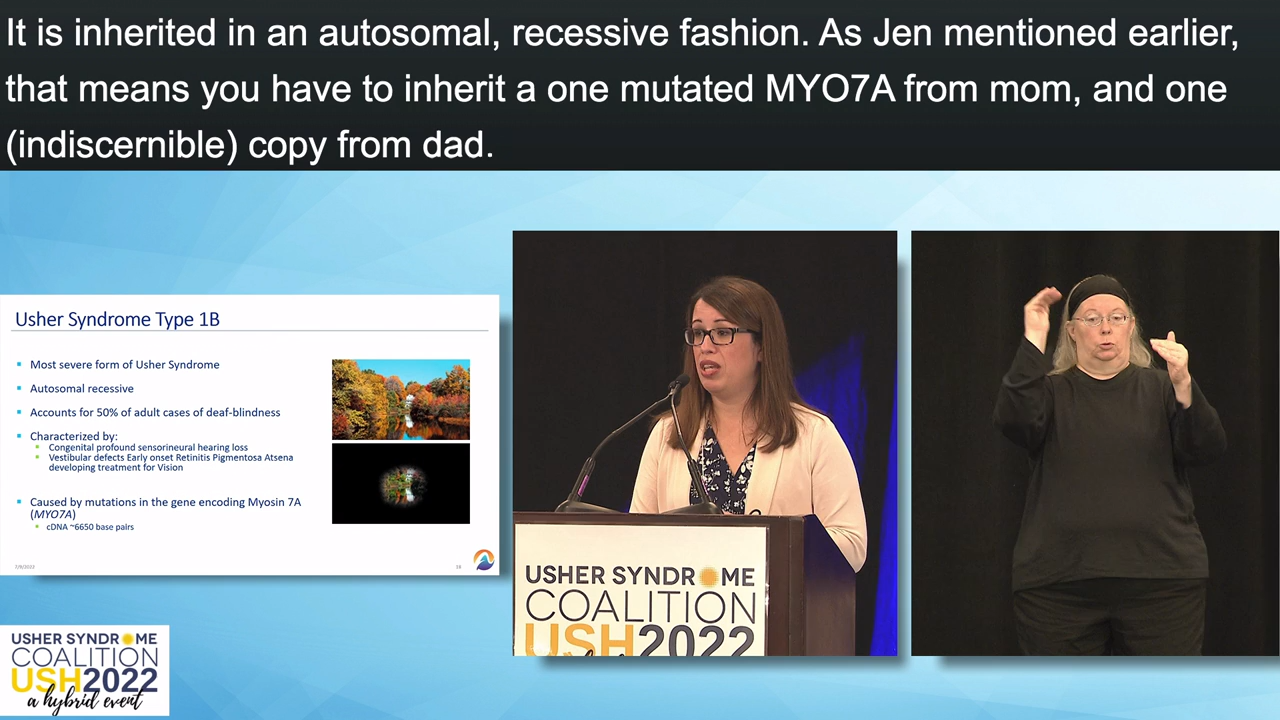 It is inherited in an autosomal, recessive fashion. As Jen mentioned earlier,
that means you have to inherit a one mutated MYO7A from mom, and one
(indiscernible) copy from dad.
Usher Syndrome Type 1B
Most severe form of Usher Syndrome
Autosomal recessive
Accounts for 50% of adult cases of deaf-blindness
Characterized by:
Congenital profound sensorineural hearing loss
Vestibular defects Early onset Retinitis Pigmentosa Atsena
developing treatment for Vision
Caused by mutations in the gene encoding Myosin 7A
(MYO7A)
cDNA ~6650 base pairs
USHER SYNDROME
COALITION
USH2022
USHER SYNDROME
COALITION
USH2022
a hybrid event